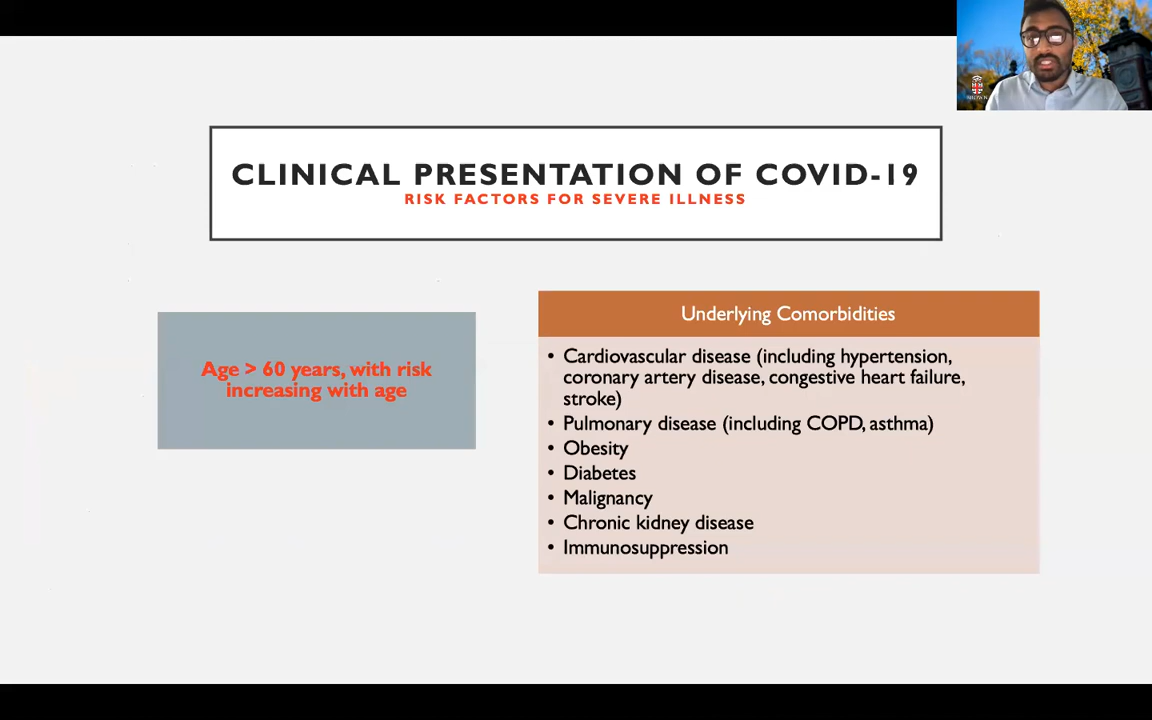 CLINICAL PRESENTATION OF COVID-19
RISK FACTORS FOR SEVERE ILLNESS
Age > 60 years, with risk
increasing with age
Underlying Comorbidities
• Cardiovascular disease (including hypertension,
coronary artery disease, congestive heart failure,
stroke)
• Pulmonary disease (including COPD, asthma)
• Obesity
• Diabetes
• Malignancy
• Chronic kidney disease
• Immunosuppression
BROWN